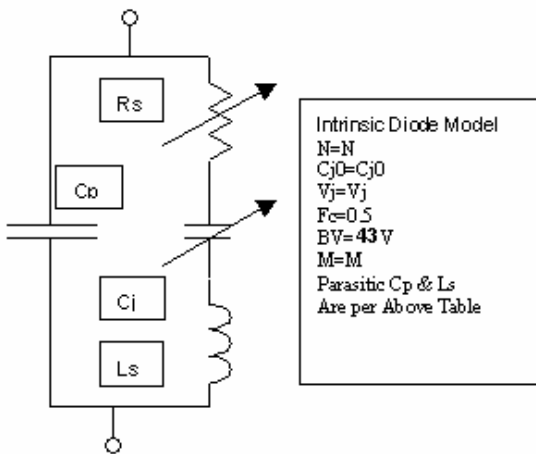 Rs
Cp
Cj
Ls
Intrinsic Diode Model
N=N
Cj0=Cj0
Vj=Vj
Fc=0.5
BV=43V
M=M
Parasitic Cp & Ls
Are per Above Table